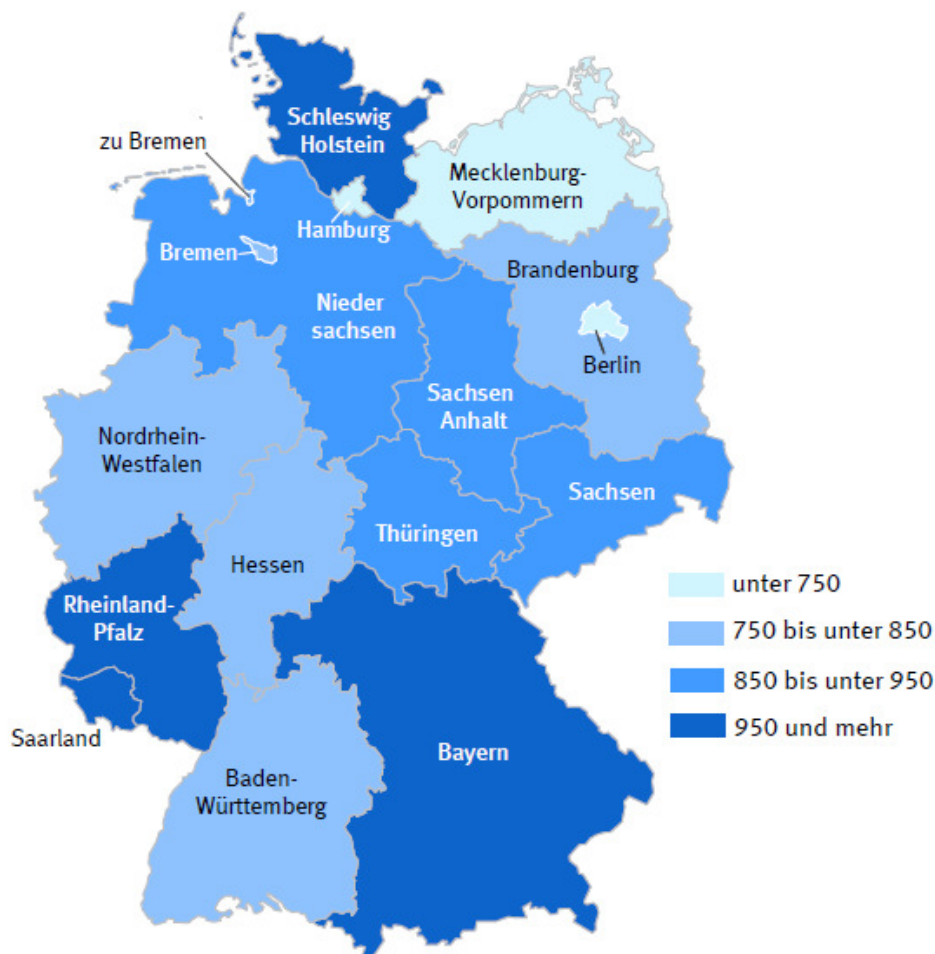 Schleswig
Holstein
zu Bremen
Mecklenburg-
Vorpommern
Hamburg
Bremen
Brandenburg
Nieder
sachsen
Berlin
Sachsen
Anhalt
Nordrhein-
Westfalen
Sachsen
Thüringen
Hessen
unter 750
Rheinland-
Pfalz
750 bis unter 850
850 bis unter 950
950 und mehr
Saarland
Bayern
Baden-
Württemberg